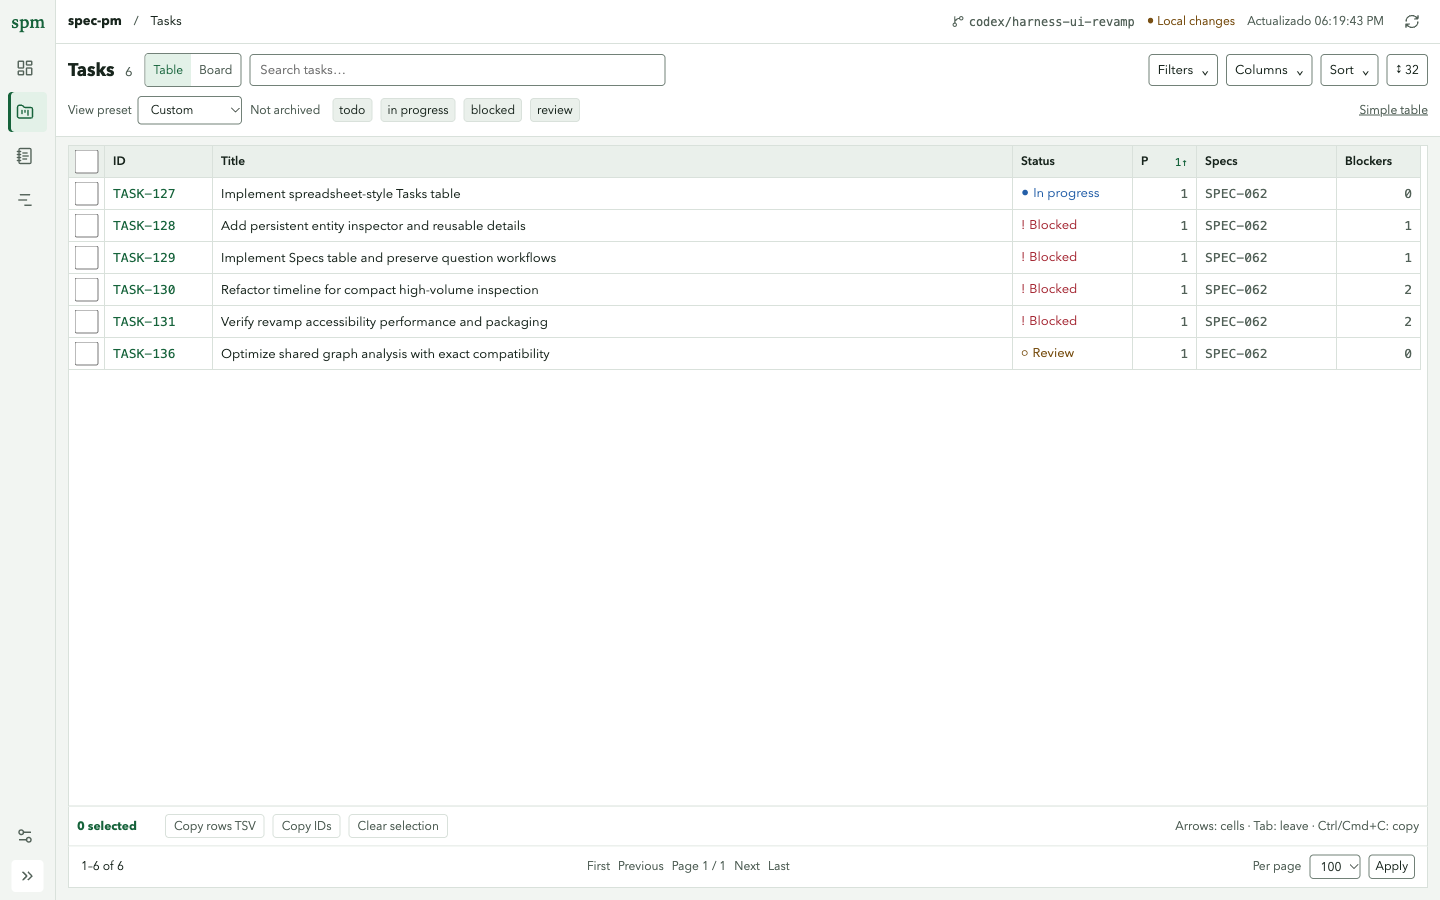 spm
spec-pm / Tasks
codex/harness-ui-revamp Local changes Actualizado 06:19:43 PM
Tasks 6 Table Board Search tasks... Filters Columns Sort ↕ 32
View preset Custom Not archived todo in progress blocked review Simple table
ID Title Status P 1↑ Specs Blockers
TASK-127 Implement spreadsheet-style Tasks table • In progress 1 SPEC-062 0
TASK-128 Add persistent entity inspector and reusable details ! Blocked 1 SPEC-062 1
TASK-129 Implement Specs table and preserve question workflows ! Blocked 1 SPEC-062 1
TASK-130 Refactor timeline for compact high-volume inspection ! Blocked 1 SPEC-062 2
TASK-131 Verify revamp accessibility performance and packaging ! Blocked 1 SPEC-062 2
TASK-136 Optimize shared graph analysis with exact compatibility ○ Review 1 SPEC-062 0
0 selected Copy rows TSV Copy IDs Clear selection Arrows: cells · Tab: leave · Ctrl/Cmd+C: copy
1–6 of 6 First Previous Page 1 / 1 Next Last Per page 100 Apply